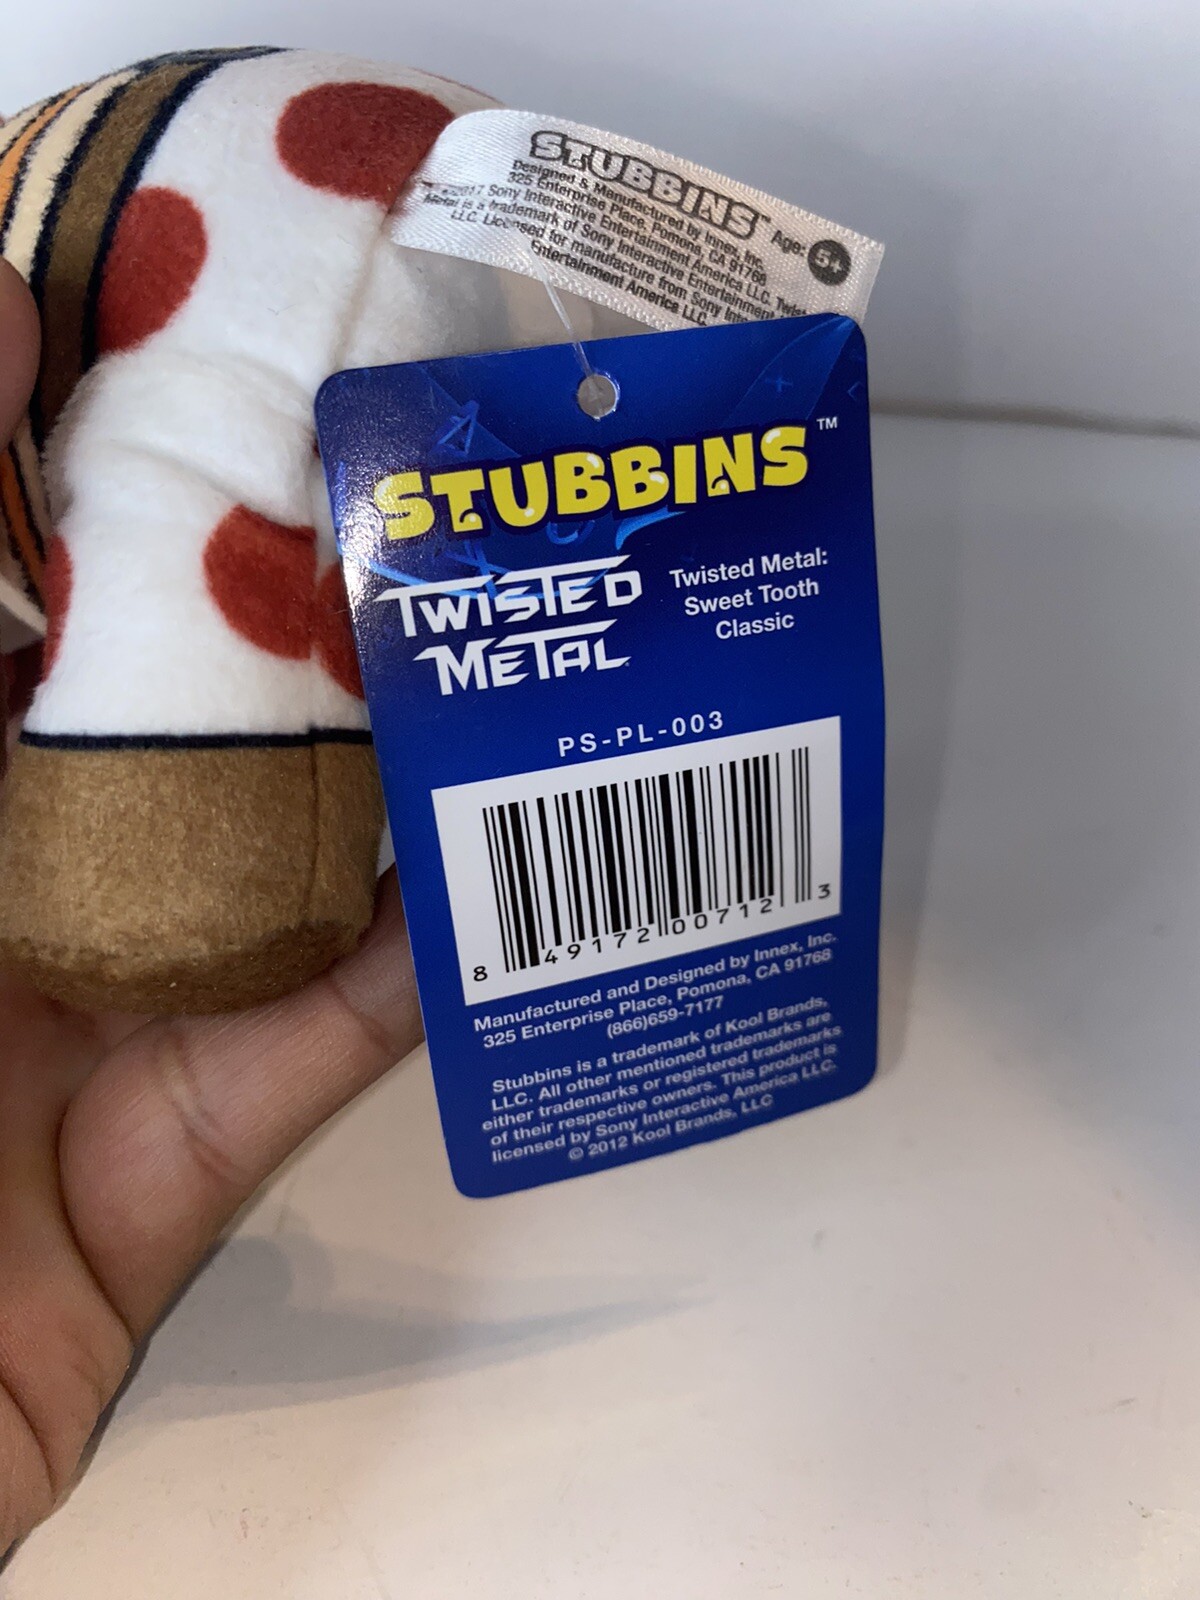 STUBBINS™
Age: 5+
Designed & Manufactured by Innex, Inc.
325 Enterprise Place, Pomona, CA 91768
2017 Sony Interactive Entertainment America LLC.
Metal is a trademark of Sony Interactive Entertainment
LLC. Licensed for manufacture from Sony
Entertainment America LLC.
STUBBINS™
TWISTED
METAL
Twisted Metal:
Sweet Tooth
Classic
PS-PL-003
8 49172 00712 3
Manufactured and Designed by Innex, Inc.
325 Enterprise Place, Pomona, CA 91768
(866)659-7177
Stubbins is a trademark of Kool Brands,
LLC. All other mentioned trademarks are
either trademarks or registered trademarks
of their respective owners. This product is
licensed by Sony Interactive America LLC.
© 2012 Kool Brands, LLC